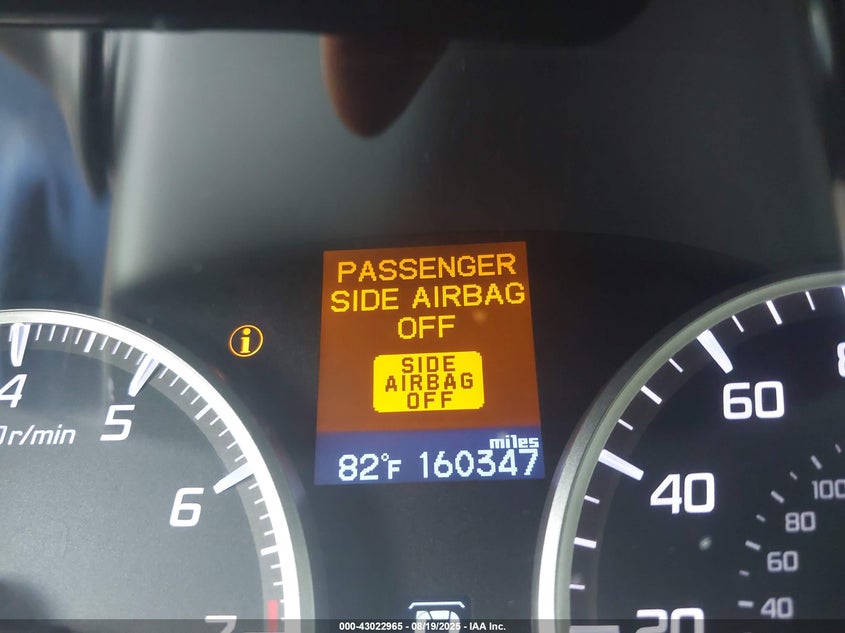 PASSENGER
SIDE AIRBAG
OFF
i
SIDE
AIRBAG
OFF
miles
82°F 160347
4
5
6
7
r/min
60
40
20
100
80
60
40
000-43022965 - 08/19/2025 - IAA Inc.